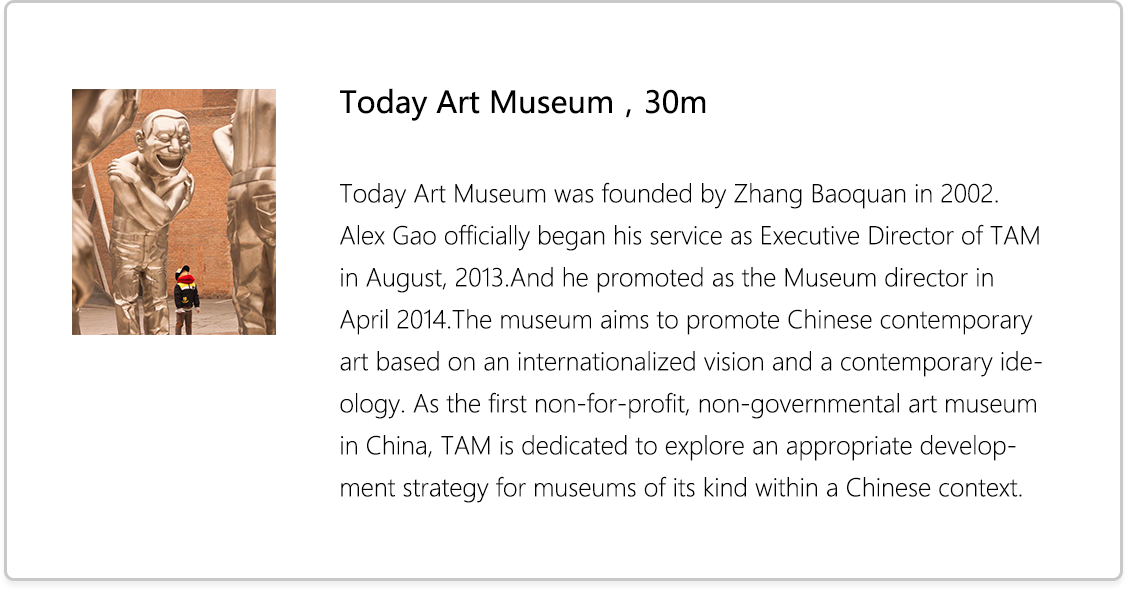 Today Art Museum，30m
Today Art Museum was founded by Zhang Baoquan in 2002.
Alex Gao officially began his service as Executive Director of TAM
in August, 2013.And he promoted as the Museum director in
April 2014.The museum aims to promote Chinese contemporary
art based on an internationalized vision and a contemporary ide-
ology. As the first non-for-profit, non-governmental art museum
in China, TAM is dedicated to explore an appropriate develop-
ment strategy for museums of its kind within a Chinese context.